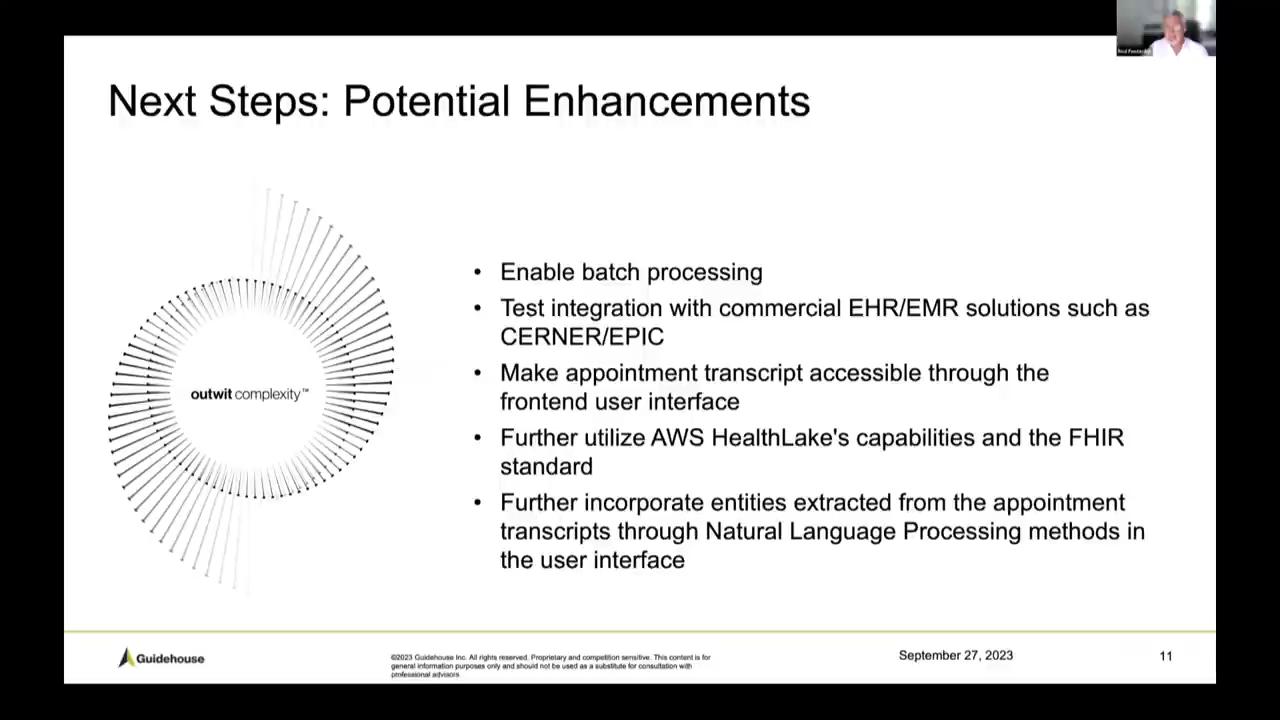 Next Steps: Potential Enhancements
outwit complexity™
• Enable batch processing
• Test integration with commercial EHR/EMR solutions such as
CERNER/EPIC
• Make appointment transcript accessible through the
frontend user interface
• Further utilize AWS HealthLake's capabilities and the FHIR
standard
• Further incorporate entities extracted from the appointment
transcripts through Natural Language Processing methods in
the user interface
Guidehouse
©2023 Guidehouse Inc. All rights reserved. Proprietary and competition sensitive. This content is for
general information purposes only and should not be used as a substitute for consultation with
professional advisors
September 27, 2023
11